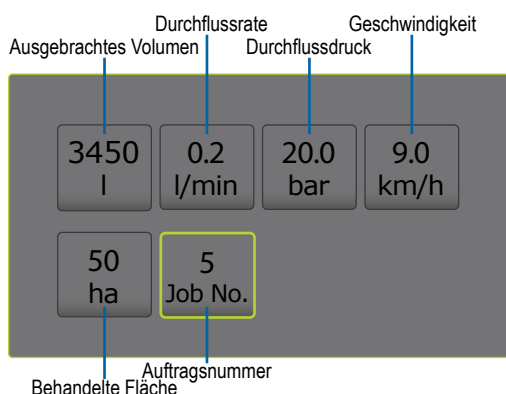 Durchflussrate
Geschwindigkeit
Ausgebrachtes Volumen
Durchflussdruck
3450
l
0.2
l/min
20.0
bar
9.0
km/h
50
ha
5
Job No.
Auftragsnummer
Behandelte Fläche